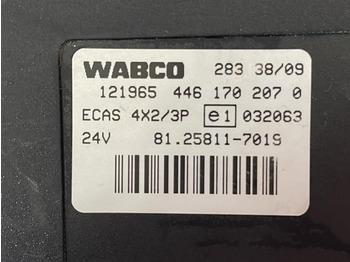 WABCO 283 38/09
121965 446 170 207 0
ECAS 4X2/3P e1 032063
24V 81.25811-7019